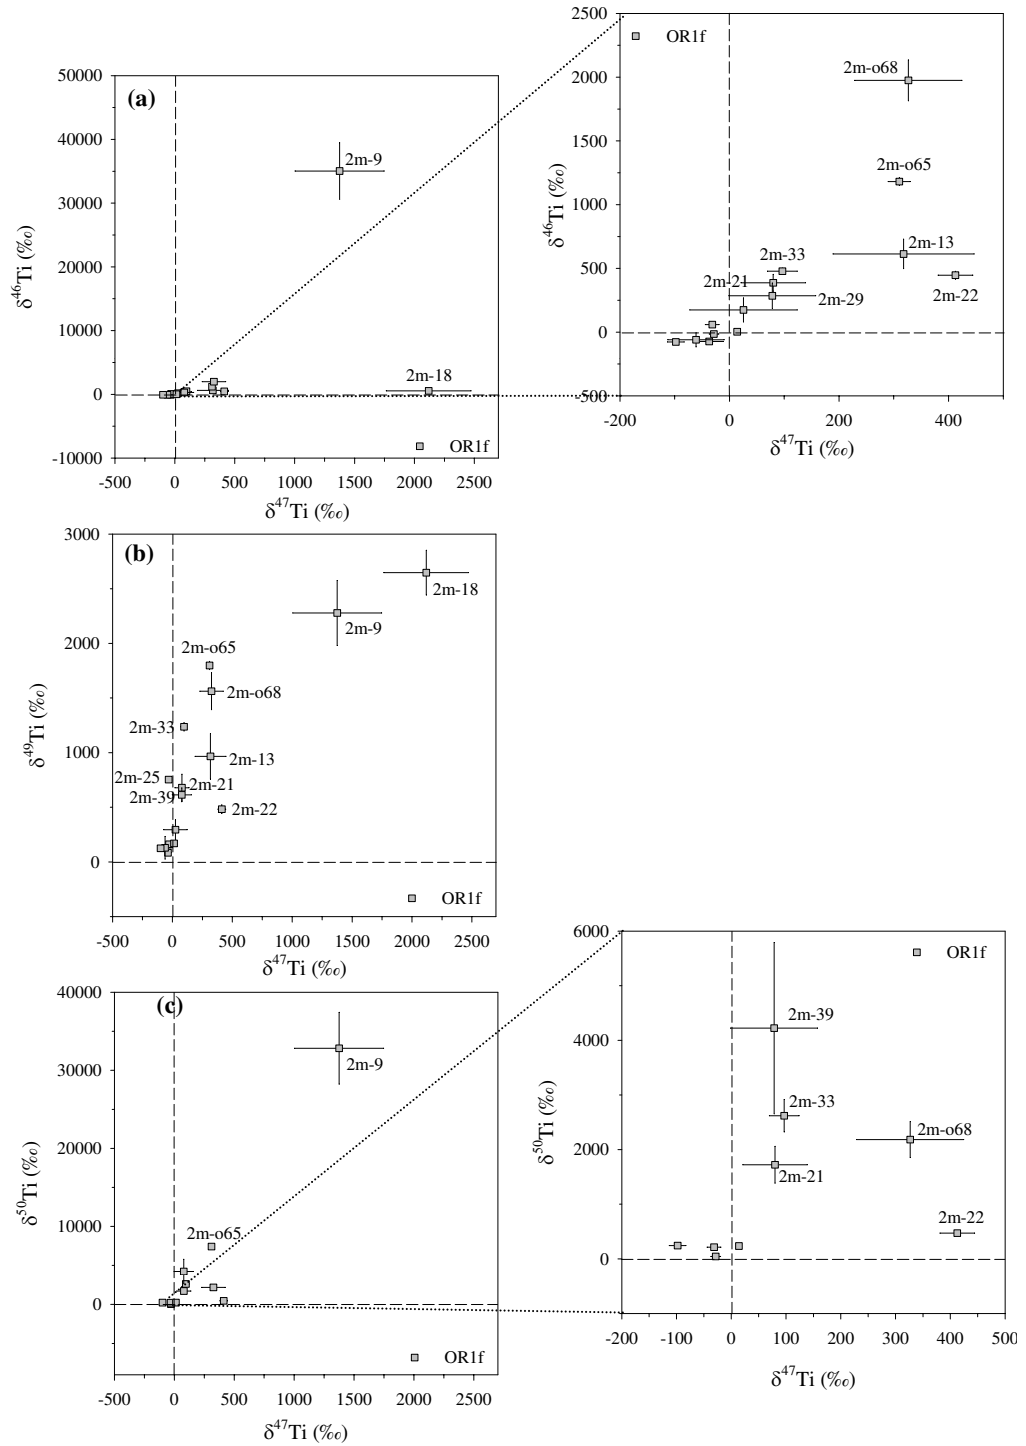 (a)
δ46Ti (‰)
50000
40000
30000
20000
10000
0
-10000
2m-9
2m-18
OR1f
-500 0 500 1000 1500 2000 2500
δ47Ti (‰)
δ46Ti (‰)
2500
2000
1500
1000
500
0
-500
OR1f
2m-o68
2m-o65
2m-13
2m-33
2m-21
2m-22
2m-29
-200 0 200 400
δ47Ti (‰)
(b)
δ49Ti (‰)
3000
2000
1000
0
2m-18
2m-9
2m-o65
2m-o68
2m-33
2m-13
2m-25
2m-21
2m-39
2m-22
OR1f
-500 0 500 1000 1500 2000 2500
δ47Ti (‰)
(c)
δ50Ti (‰)
40000
30000
20000
10000
0
2m-9
2m-o65
OR1f
-500 0 500 1000 1500 2000 2500
δ47Ti (‰)
δ50Ti (‰)
6000
4000
2000
0
OR1f
2m-39
2m-33
2m-o68
2m-21
2m-22
-200 -100 0 100 200 300 400 500
δ47Ti (‰)